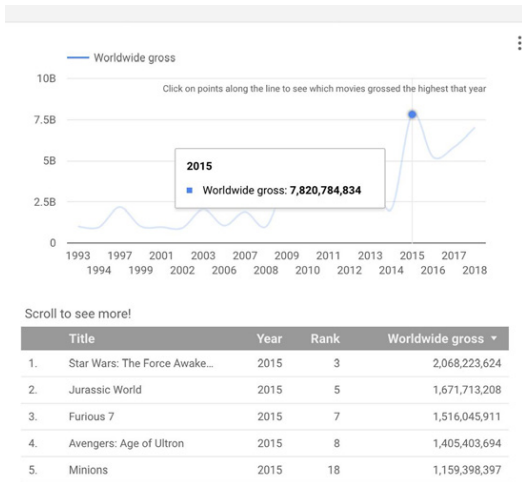 Worldwide gross
10B
Click on points along the line to see which movies grossed the highest that year
7.5B
2015
5B
Worldwide gross: 7,820,784,834
2.5B
0
1993 1997 2001 2003 2007 2009 2011 2013 2015 2017
1994 1999 2002 2006 2008 2010 2012 2014 2016 2018
Scroll to see more!
Title Year Rank Worldwide gross
1. Star Wars: The Force Awake... 2015 3 2,068,223,624
2. Jurassic World 2015 5 1,671,713,208
3. Furious 7 2015 7 1,516,045,911
4. Avengers: Age of Ultron 2015 8 1,405,403,694
5. Minions 2015 18 1,159,398,397